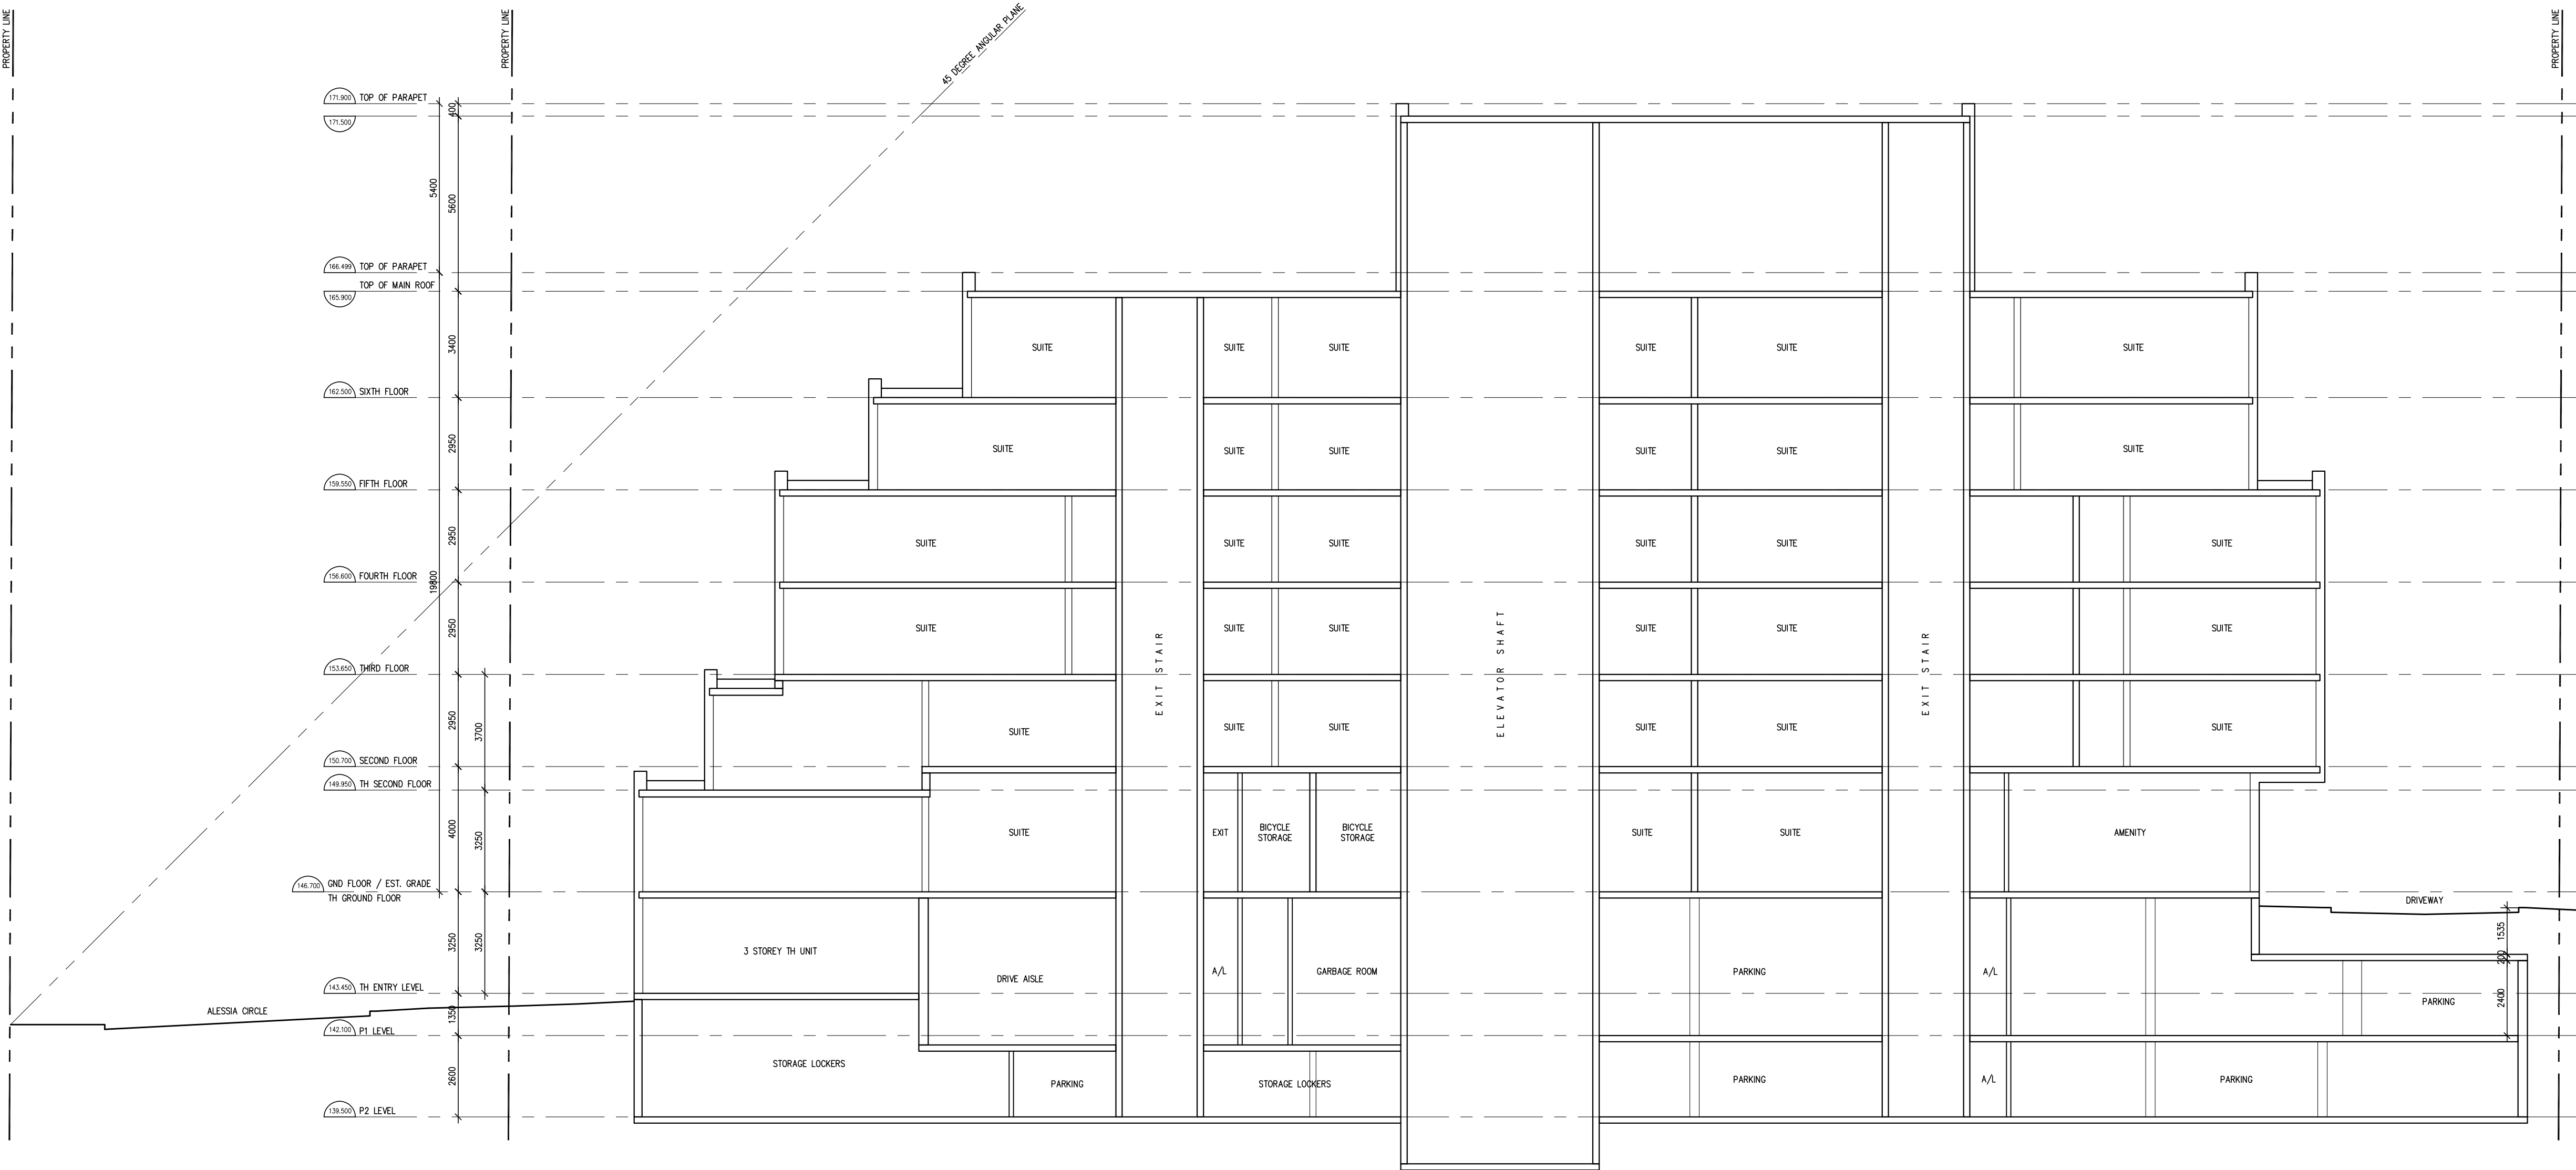 PROPERTY LINE
PROPERTY LINE
45 DEGREE ANGULAR PLANE
PROPERTY LINE
171.900 TOP OF PARAPET
400
171.500
5400
5600
166.499 TOP OF PARAPET
TOP OF MAIN ROOF
165.900
3400
SUITE
SUITE
SUITE
SUITE
SUITE
SUITE
162.500 SIXTH FLOOR
2950
SUITE
SUITE
SUITE
SUITE
SUITE
SUITE
159.550 FIFTH FLOOR
2950
SUITE
SUITE
SUITE
SUITE
SUITE
SUITE
156.600 FOURTH FLOOR
19800
2950
SUITE
SUITE
SUITE
SUITE
SUITE
SUITE
EXIT STAIR
ELEVATOR SHAFT
EXIT STAIR
153.650 THIRD FLOOR
2950
3700
SUITE
SUITE
SUITE
SUITE
SUITE
SUITE
150.700 SECOND FLOOR
149.950 TH SECOND FLOOR
4000
3250
SUITE
EXIT
BICYCLE
STORAGE
BICYCLE
STORAGE
SUITE
SUITE
AMENITY
146.700 GND FLOOR / EST. GRADE
TH GROUND FLOOR
DRIVEWAY
3250
3250
3 STOREY TH UNIT
DRIVE AISLE
A/L
GARBAGE ROOM
PARKING
A/L
1535
200
2400
PARKING
143.450 TH ENTRY LEVEL
ALESSIA CIRCLE
1350
142.100 P1 LEVEL
2600
STORAGE LOCKERS
PARKING
STORAGE LOCKERS
PARKING
A/L
PARKING
139.500 P2 LEVEL